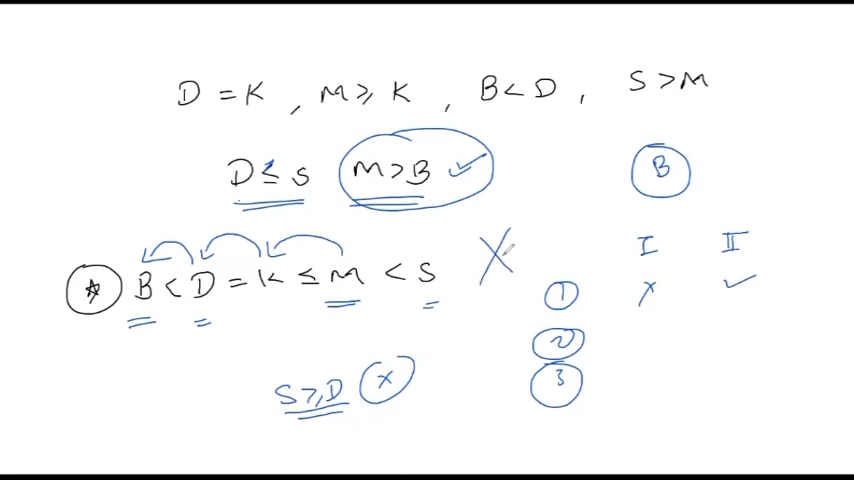 D = K , M ≥ K , B < D , S > M
D ≤ S M > B ✓ B
I II
★ B < D = K ≤ M < S X
① ✗ ✓
②
S ≥ D ✗ ③